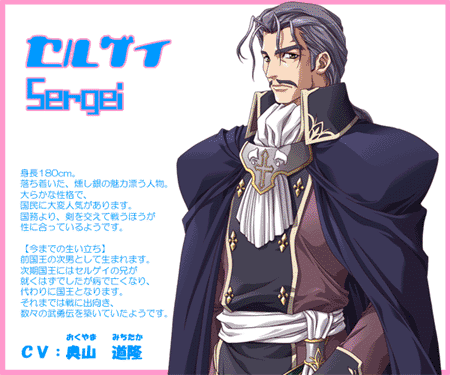 セルゲイ
Sergei
身長180cm。
落ち着いた、燻し銀の魅力漂う人物。
大らかな性格で、
国民に大変人気があります。
国務より、剣を交えて戦うほうが
性に合っているようです。
【今までの生い立ち】
前国王の次男として生まれます。
次期国王にはセルゲイの兄が
就くはずでしたが病で亡くなり、
代わりに国王となります。
それまでは戦に出向き、
数々の武勇伝を築いていたようです。
おくやま みちたか
CV：奥山 道隆